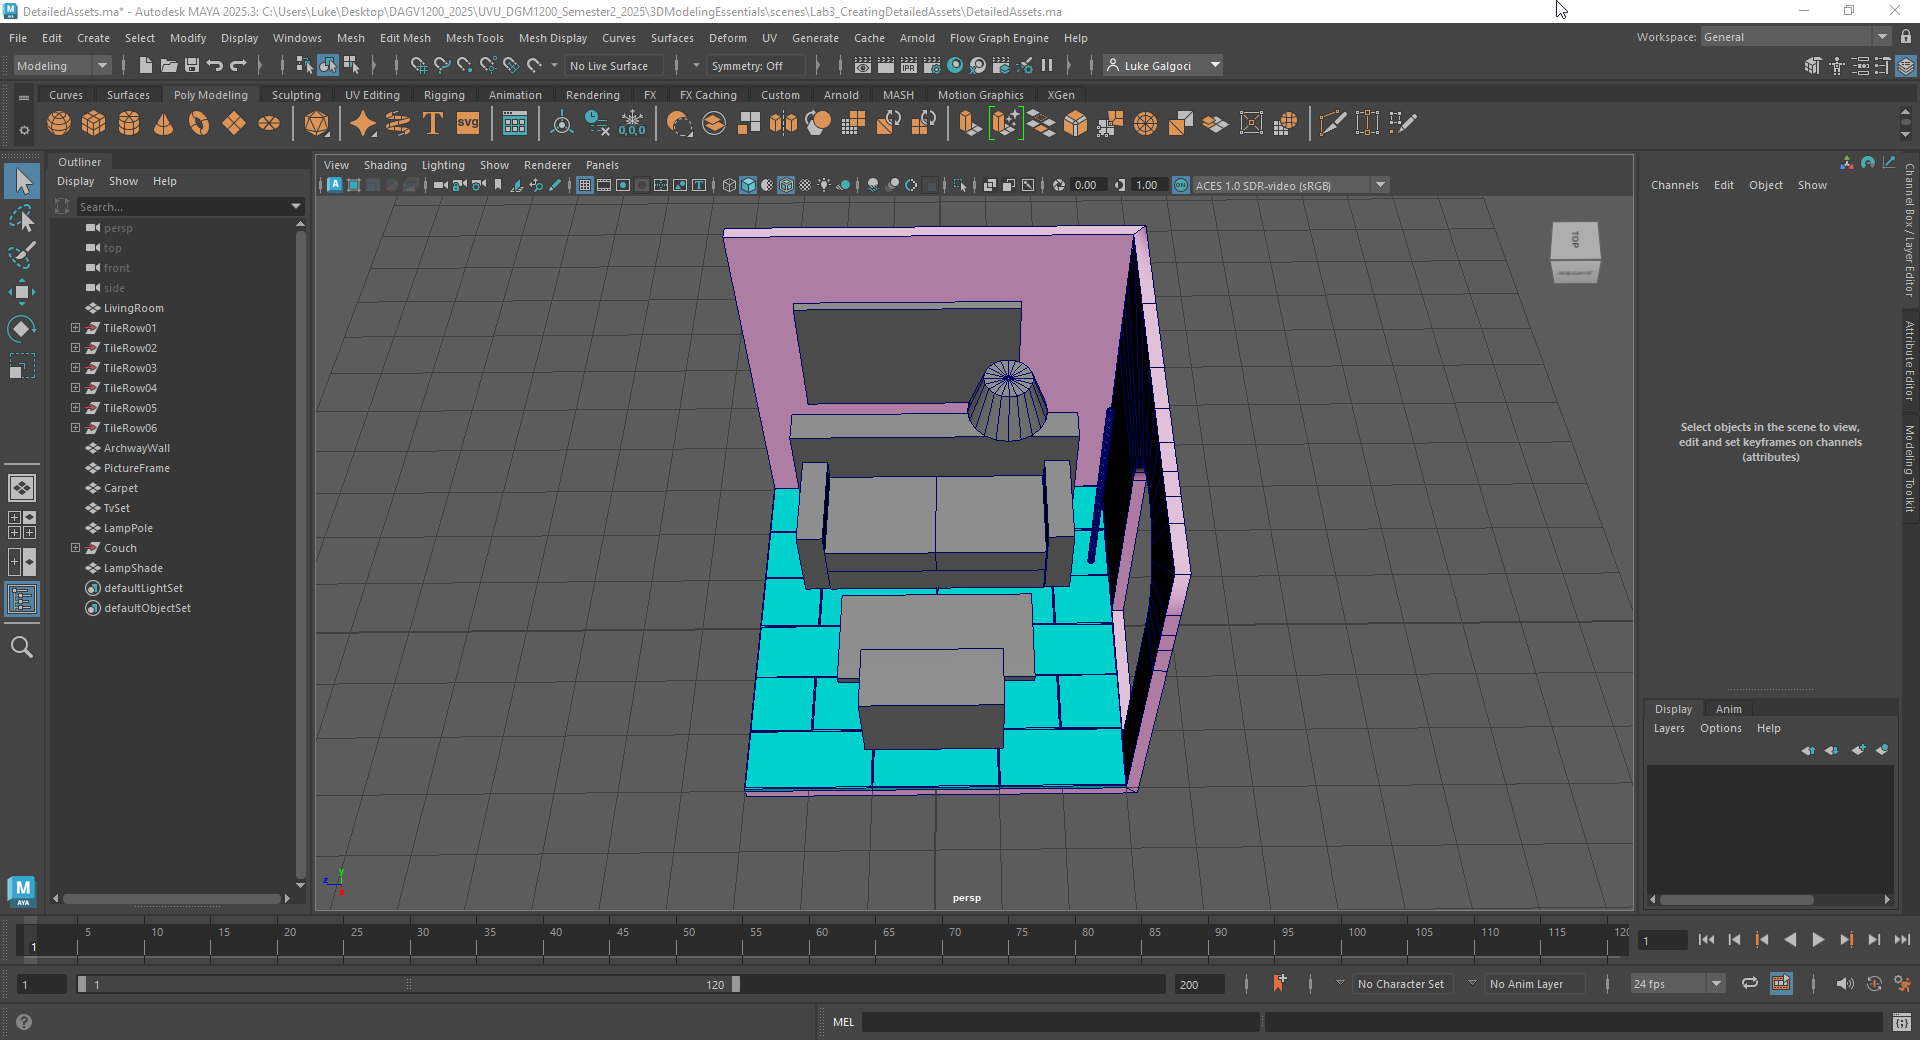 DetailedAssets.ma* - Autodesk MAYA 2025.3: C:\Users\Luke\Desktop\DAGV1200_2025\UVU_DGM1200_Semester2_2025\3DModelingEssentials\scenes\Lab3_CreatingDetailedAssets\DetailedAssets.ma
File Edit Create Select Modify Display Windows Mesh Edit Mesh Mesh Tools Mesh Display Curves Surfaces Deform UV Generate Cache Arnold Flow Graph Engine Help
Workspace: General
Modeling No Live Surface Symmetry: Off Luke Galgoci
Curves Surfaces Poly Modeling Sculpting UV Editing Rigging Animation Rendering FX FX Caching Custom Arnold MASH Motion Graphics XGen
SVG
0,0,0
Outliner
Display Show Help
Search...
persp
top
front
side
LivingRoom
TileRow01
TileRow02
TileRow03
TileRow04
TileRow05
TileRow06
ArchwayWall
PictureFrame
Carpet
TvSet
LampPole
Couch
LampShade
defaultLightSet
defaultObjectSet
View Shading Lighting Show Renderer Panels
0.00 1.00 ACES 1.0 SDR-video (sRGB)
TOP
persp
z y x
Channels Edit Object Show
Select objects in the scene to view,
edit and set keyframes on channels
(attributes)
Channel Box / Layer Editor
Attribute Editor
Modeling Toolkit
Display Anim
Layers Options Help
M
AYA
5 10 15 20 25 30 35 40 45 50 55 60 65 70 75 80 85 90 95 100 105 110 115 120
1
1
1 1 120 200 No Character Set No Anim Layer 24 fps
MEL